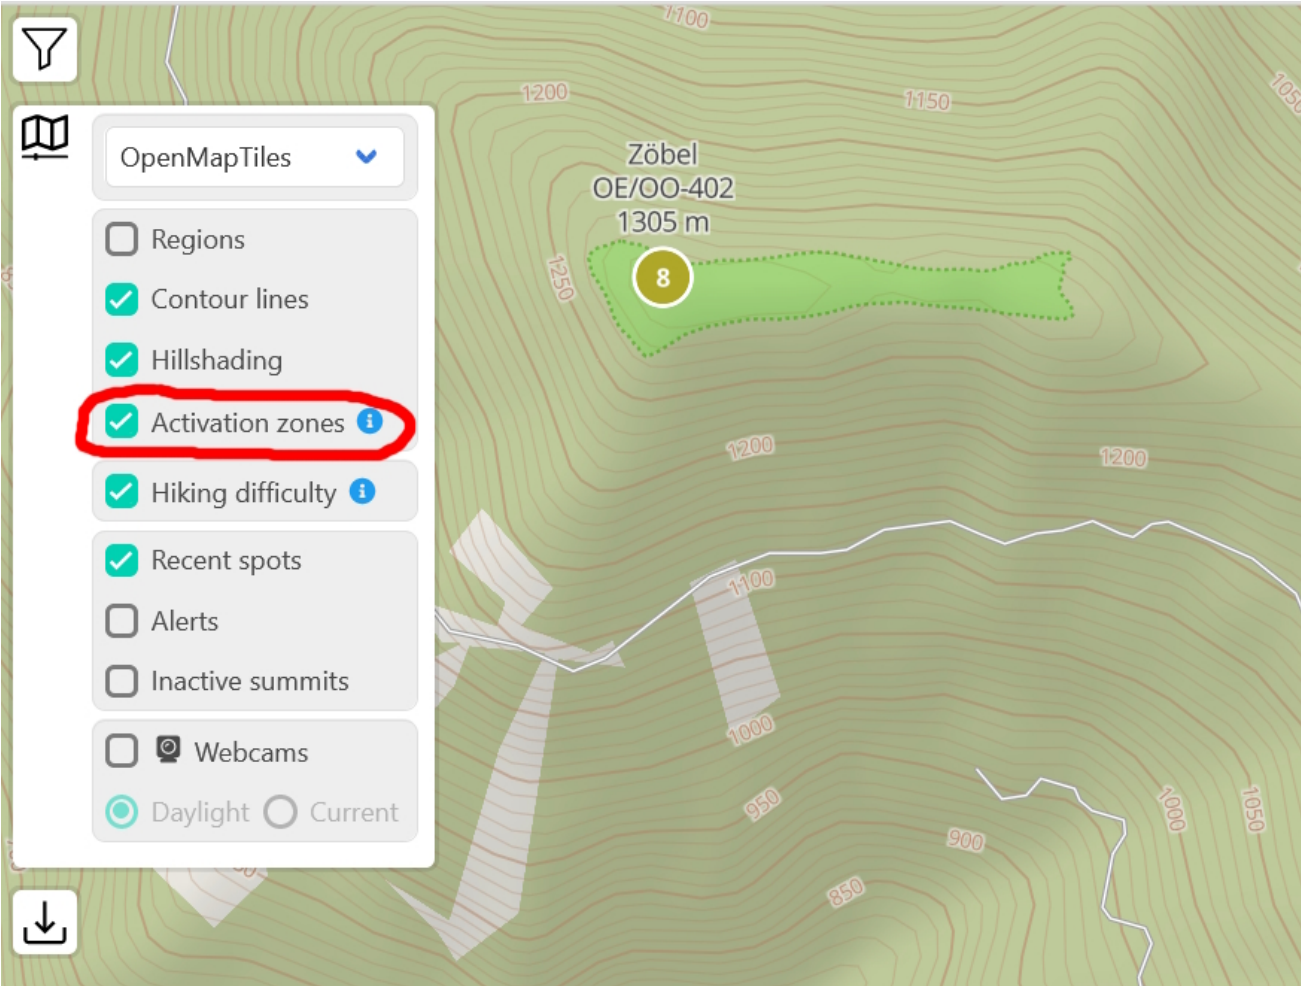 1100
1200
1150
1050
Zöbel
OE/OO-402
1305 m
8
1250
OpenMapTiles
Regions
Contour lines
Hillshading
Activation zones
Hiking difficulty
Recent spots
Alerts
Inactive summits
Webcams
Daylight Current
1200
1200
1100
1000
950
900
850
1000
1050